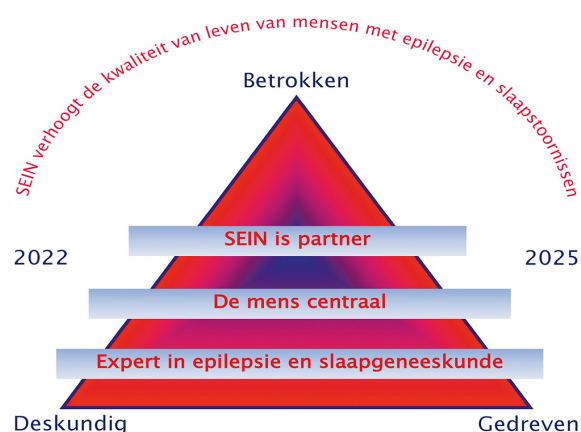 SEIN verhoogt de kwaliteit van leven van mensen met epilepsie en slaapstoornissen
Betrokken
SEIN is partner
2022
2025
De mens centraal
Expert in epilepsie en slaapgeneeskunde
Deskundig
Gedreven